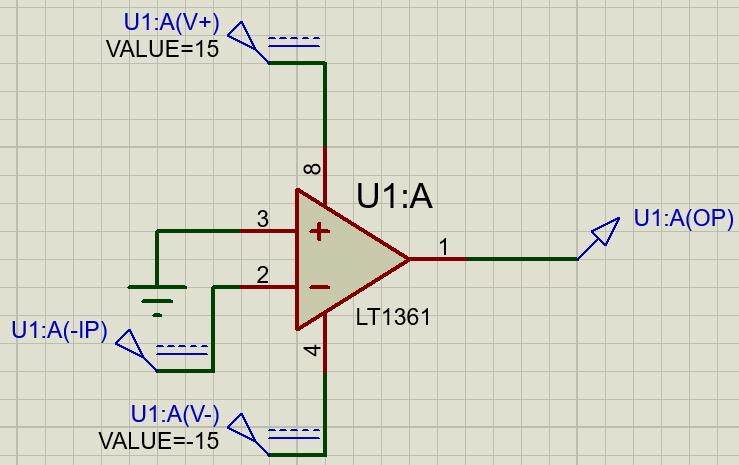 U1:A(V+)
VALUE=15
8
U1:A
3
+
1
U1:A(OP)
2
−
LT1361
U1:A(-IP)
4
U1:A(V-)
VALUE=-15